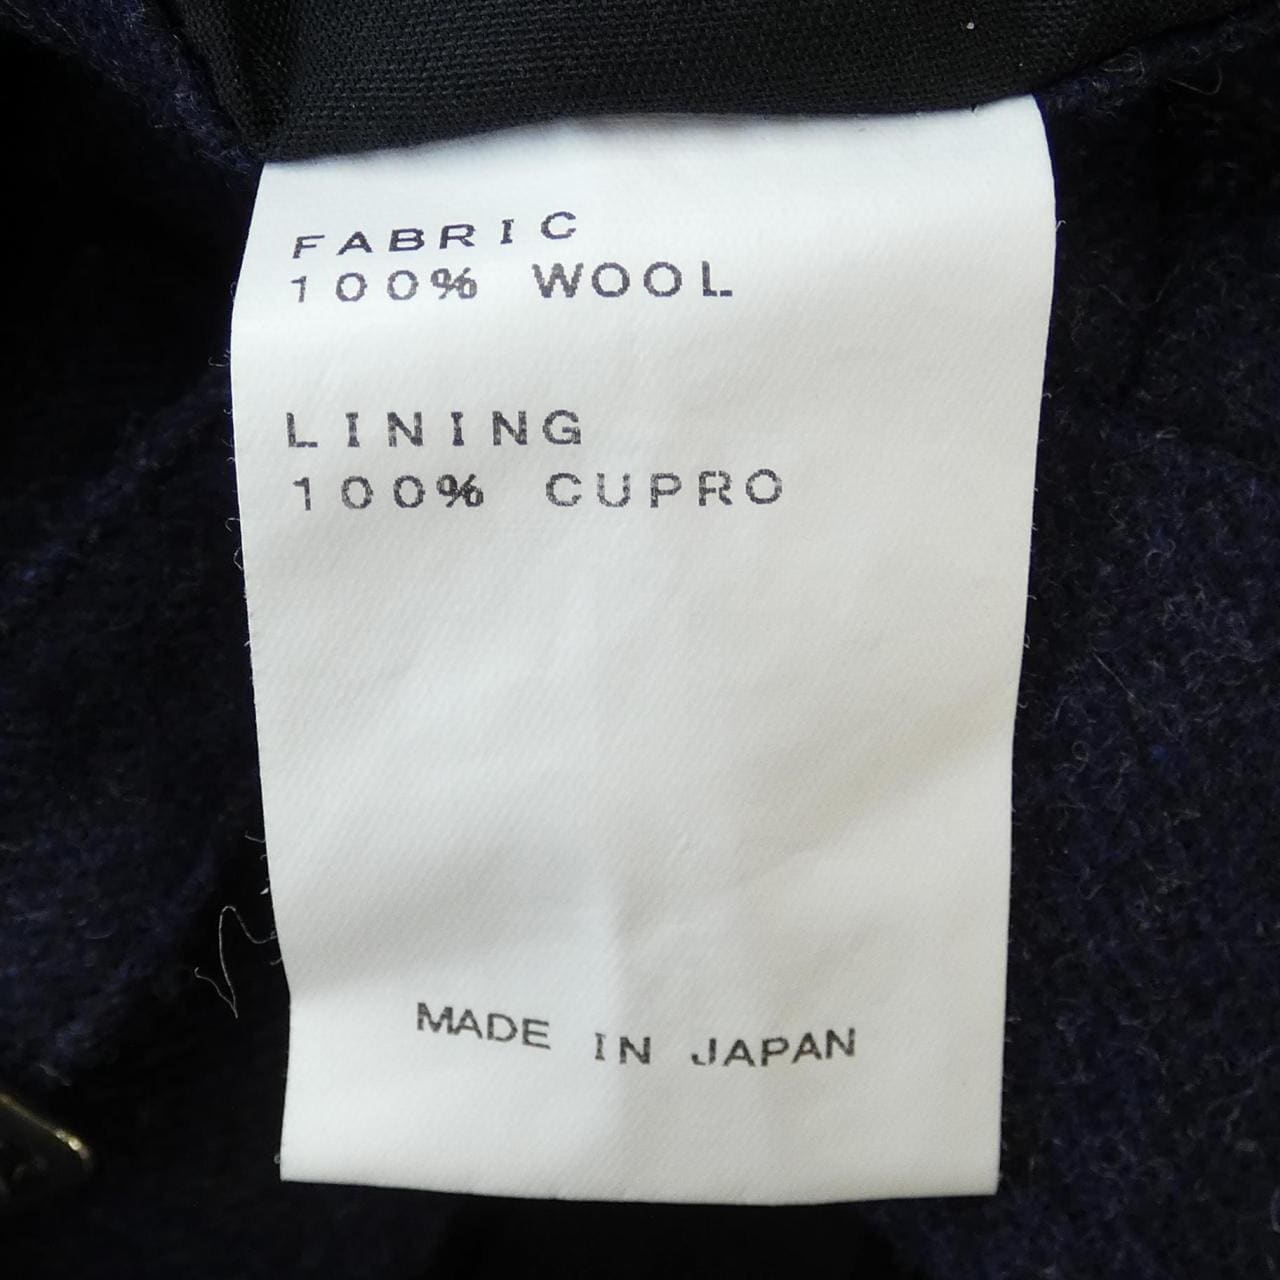 FABRIC
100% WOOL
LINING
100% CUPRO
MADE IN JAPAN